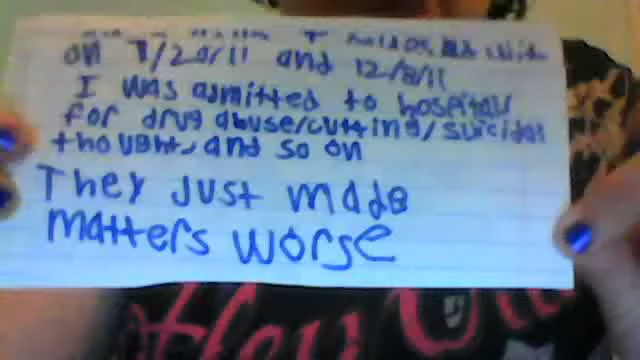 on 7/20/11 and 12/8/11
I was admitted to hospitals
for drug abuse/cutting/suicidal
thoughts, and so on
They just made
matters worse